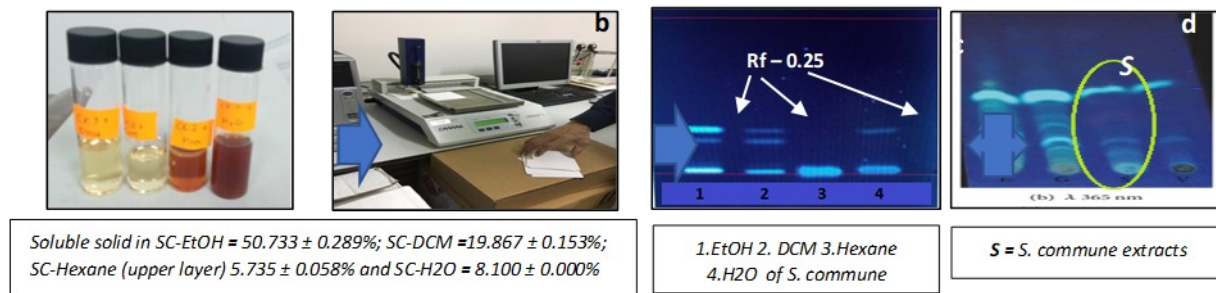 b
Rf – 0.25
1 2 3 4
c
d
S
(b) λ 365 nm
Soluble solid in SC-EtOH = 50.733 ± 0.289%; SC-DCM =19.867 ± 0.153%;
SC-Hexane (upper layer) 5.735 ± 0.058% and SC-H2O = 8.100 ± 0.000%
1.EtOH 2. DCM 3.Hexane
4.H2O of S. commune
S = S. commune extracts